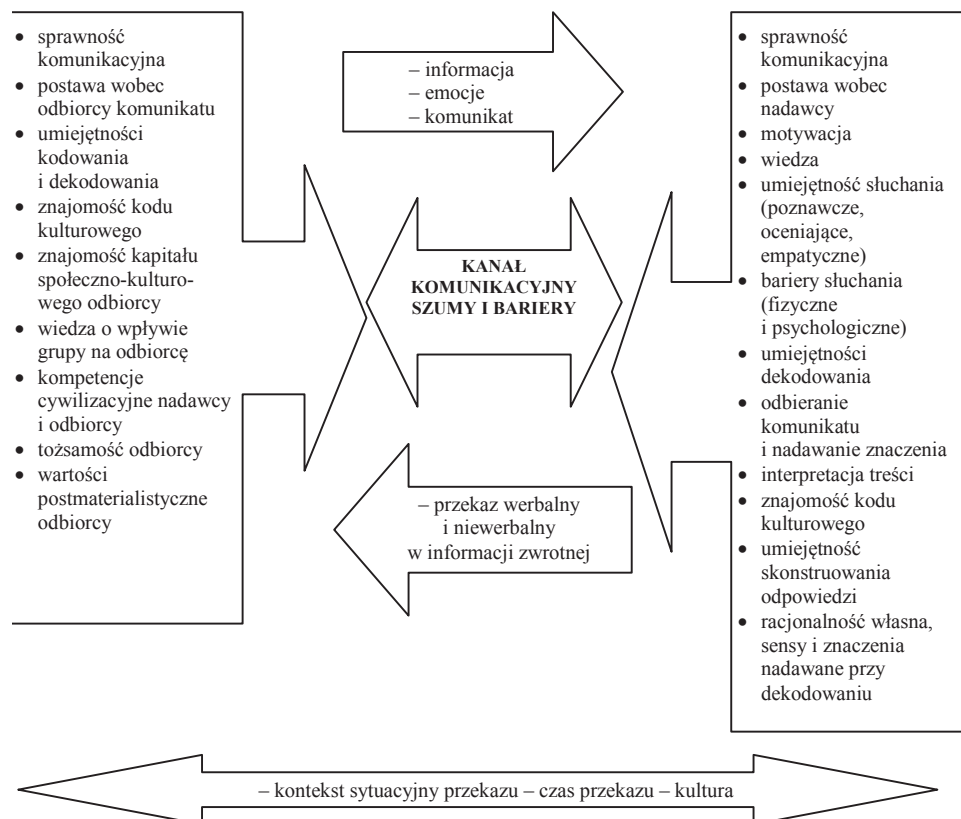 • sprawność
komunikacyjna
• postawa wobec
odbiorcy komunikatu
• umiejętności
kodowania
i dekodowania
• znajomość kodu
kulturowego
• znajomość kapitału
społeczno-kulturo-
wego odbiorcy
• wiedza o wpływie
grupy na odbiorcę
• kompetencje
cywilizacyjne nadawcy
i odbiorcy
• tożsamość odbiorcy
• wartości
postmaterialistyczne
odbiorcy
– informacja
– emocje
– komunikat
KANAŁ
KOMUNIKACYJNY
SZUMY I BARIERY
– przekaz werbalny
i niewerbalny
w informacji zwrotnej
• sprawność
komunikacyjna
• postawa wobec
nadawcy
• motywacja
• wiedza
• umiejętność słuchania
(poznawcze,
oceniające,
empatyczne)
• bariery słuchania
(fizyczne
i psychologiczne)
• umiejętności
dekodowania
• odbieranie
komunikatu
i nadawanie znaczenia
• interpretacja treści
• znajomość kodu
kulturowego
• umiejętność
skonstruowania
odpowiedzi
• racjonalność własna,
sensy i znaczenia
nadawane przy
dekodowaniu
– kontekst sytuacyjny przekazu – czas przekazu – kultura